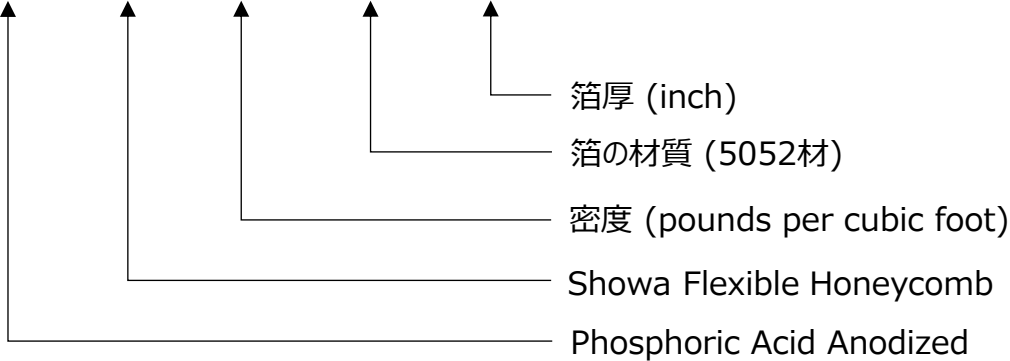 箔厚 (inch)
箔の材質 (5052材)
密度 (pounds per cubic foot)
Showa Flexible Honeycomb
Phosphoric Acid Anodized